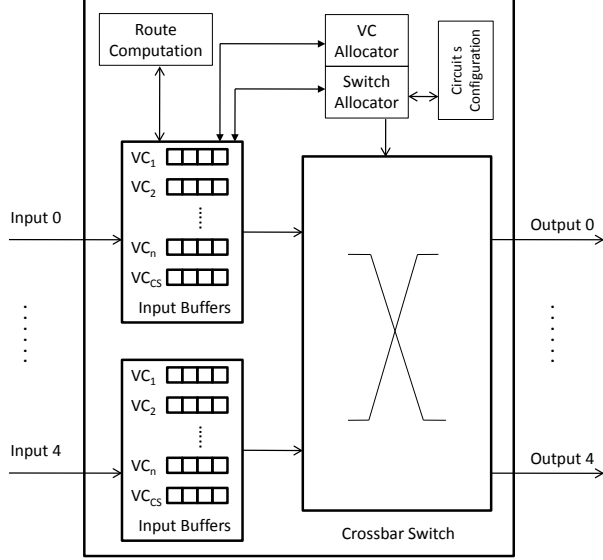 Route
Computation
VC
Allocator
Switch
Allocator
Circuit s
Configuration
VC1
VC2
VCn
VCCS
Input Buffers
Input 0
Output 0
VC1
VC2
VCn
VCCS
Input Buffers
Input 4
Output 4
Crossbar Switch